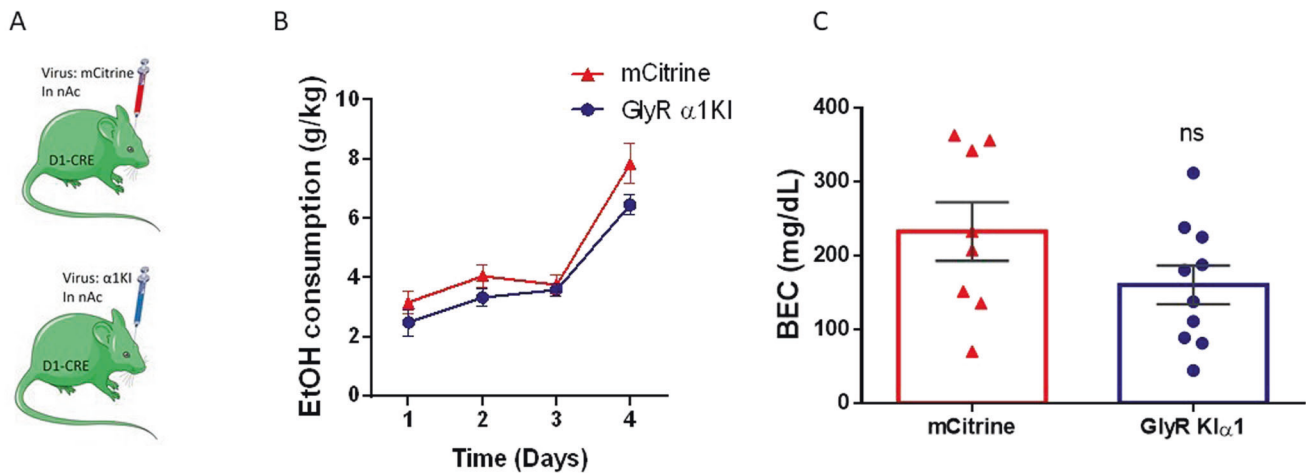 A
Virus: mCitrine
In nAc
D1-CRE
Virus: α1KI
In nAc
D1-CRE
B
mCitrine
GlyR α1KI
EtOH consumption (g/kg)
10
8
6
4
2
0
1 2 3 4
Time (Days)
C
BEC (mg/dL)
400
300
200
100
0
ns
mCitrine
GlyR KIα1